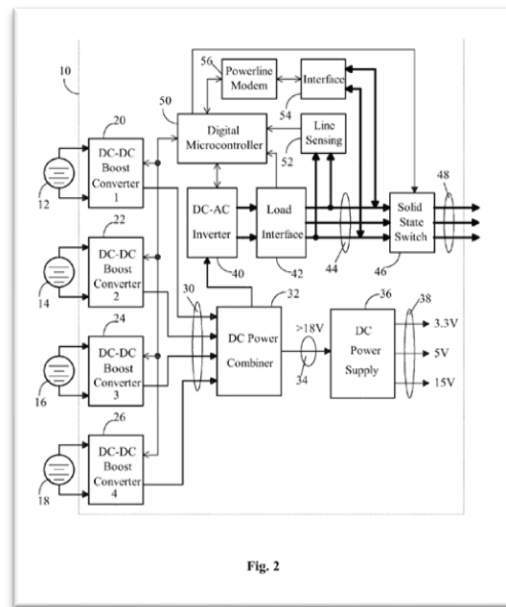 56
Powerline
Modem
Interface
10
54
50
20
Digital
Microcontroller
Line
Sensing
52
DC-DC
Boost
Converter
1
12
48
22
DC-AC
Inverter
Load
Interface
Solid
State
Switch
DC-DC
Boost
Converter
2
14
40
42
44
46
24
30
32
36
38
DC-DC
Boost
Converter
3
16
DC Power
Combiner
>18V
34
DC
Power
Supply
3.3V
5V
15V
26
DC-DC
Boost
Converter
4
18
Fig. 2